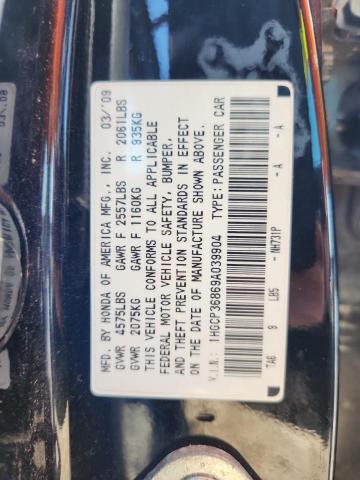 MFD. BY HONDA OF AMERICA MFG., INC. 03/'09
GVWR 4575LBS GAWR F 2557LBS R 2061LBS
GVWR 2075KG GAWR F 1160KG R 935KG
THIS VEHICLE CONFORMS TO ALL APPLICABLE
FEDERAL MOTOR VEHICLE SAFETY, BUMPER,
AND THEFT PREVENTION STANDARDS IN EFFECT
ON THE DATE OF MANUFACTURE SHOWN ABOVE.
V.I.N.: 1HGCP36869A039904 TYPE: PASSENGER CAR
TA6 9 LB5 - NH731P - A - A